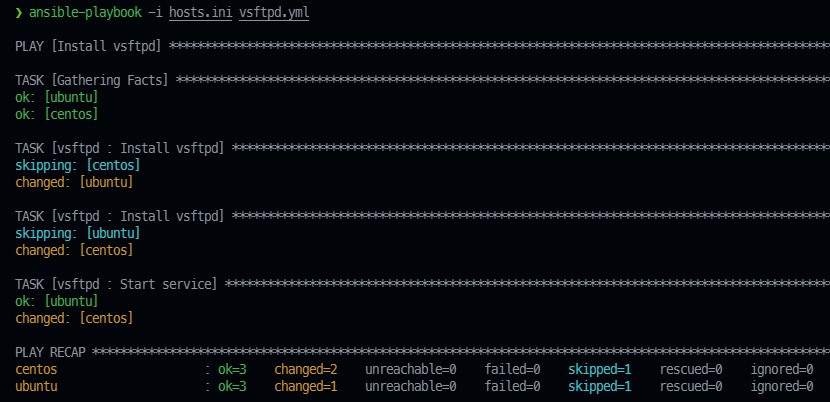 ❯ ansible-playbook -i hosts.ini vsftpd.yml
PLAY [Install vsftpd] ****************************************************************************************
TASK [Gathering Facts] ***************************************************************************************
ok: [ubuntu]
ok: [centos]
TASK [vsftpd : Install vsftpd] *******************************************************************************
skipping: [centos]
changed: [ubuntu]
TASK [vsftpd : Install vsftpd] *******************************************************************************
skipping: [ubuntu]
changed: [centos]
TASK [vsftpd : Start service] ********************************************************************************
ok: [ubuntu]
changed: [centos]
PLAY RECAP ***************************************************************************************************
centos                     : ok=3    changed=2    unreachable=0    failed=0    skipped=1    rescued=0    ignored=0
ubuntu                     : ok=3    changed=1    unreachable=0    failed=0    skipped=1    rescued=0    ignored=0